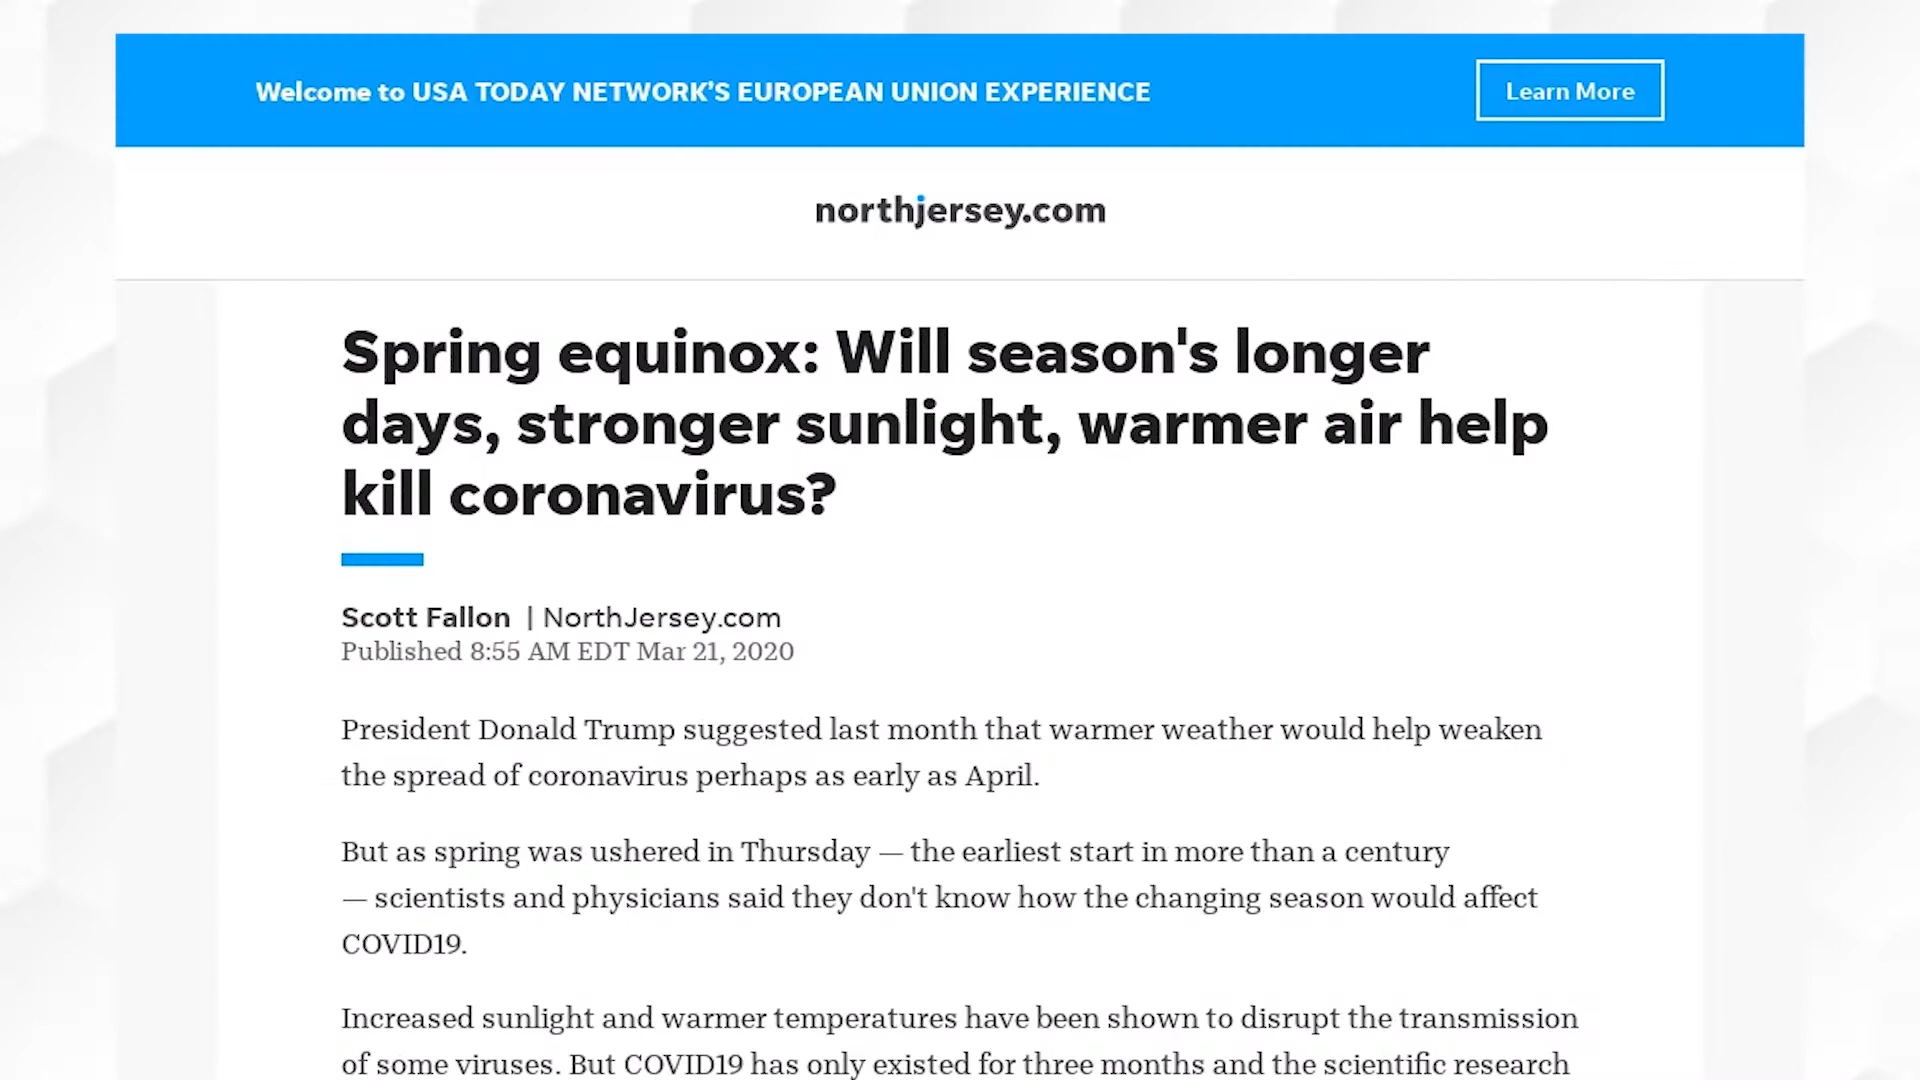 Welcome to USA TODAY NETWORK'S EUROPEAN UNION EXPERIENCE
Learn More
northjersey.com
Spring equinox: Will season's longer
days, stronger sunlight, warmer air help
kill coronavirus?
Scott Fallon | NorthJersey.com
Published 8:55 AM EDT Mar 21, 2020
President Donald Trump suggested last month that warmer weather would help weaken
the spread of coronavirus perhaps as early as April.
But as spring was ushered in Thursday — the earliest start in more than a century
— scientists and physicians said they don't know how the changing season would affect
COVID19.
Increased sunlight and warmer temperatures have been shown to disrupt the transmission
of some viruses. But COVID19 has only existed for three months and the scientific research